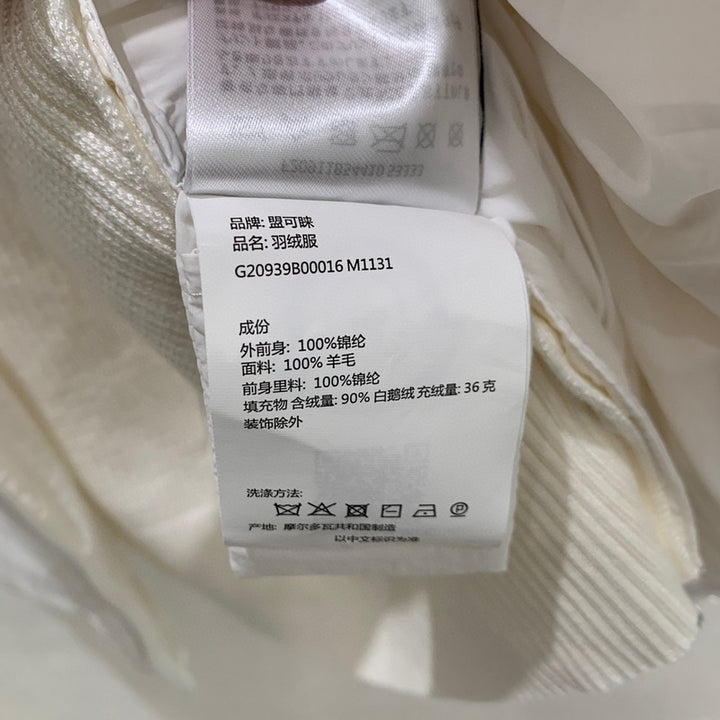 品牌: 盟可睐
品名: 羽绒服
G20939B00016 M1131
成份
外前身: 100%锦纶
面料: 100% 羊毛
前身里料: 100%锦纶
填充物 含绒量: 90% 白鹅绒 充绒量: 36 克
装饰除外
洗涤方法:
产地: 摩尔多瓦共和国制造
以中文标识为准